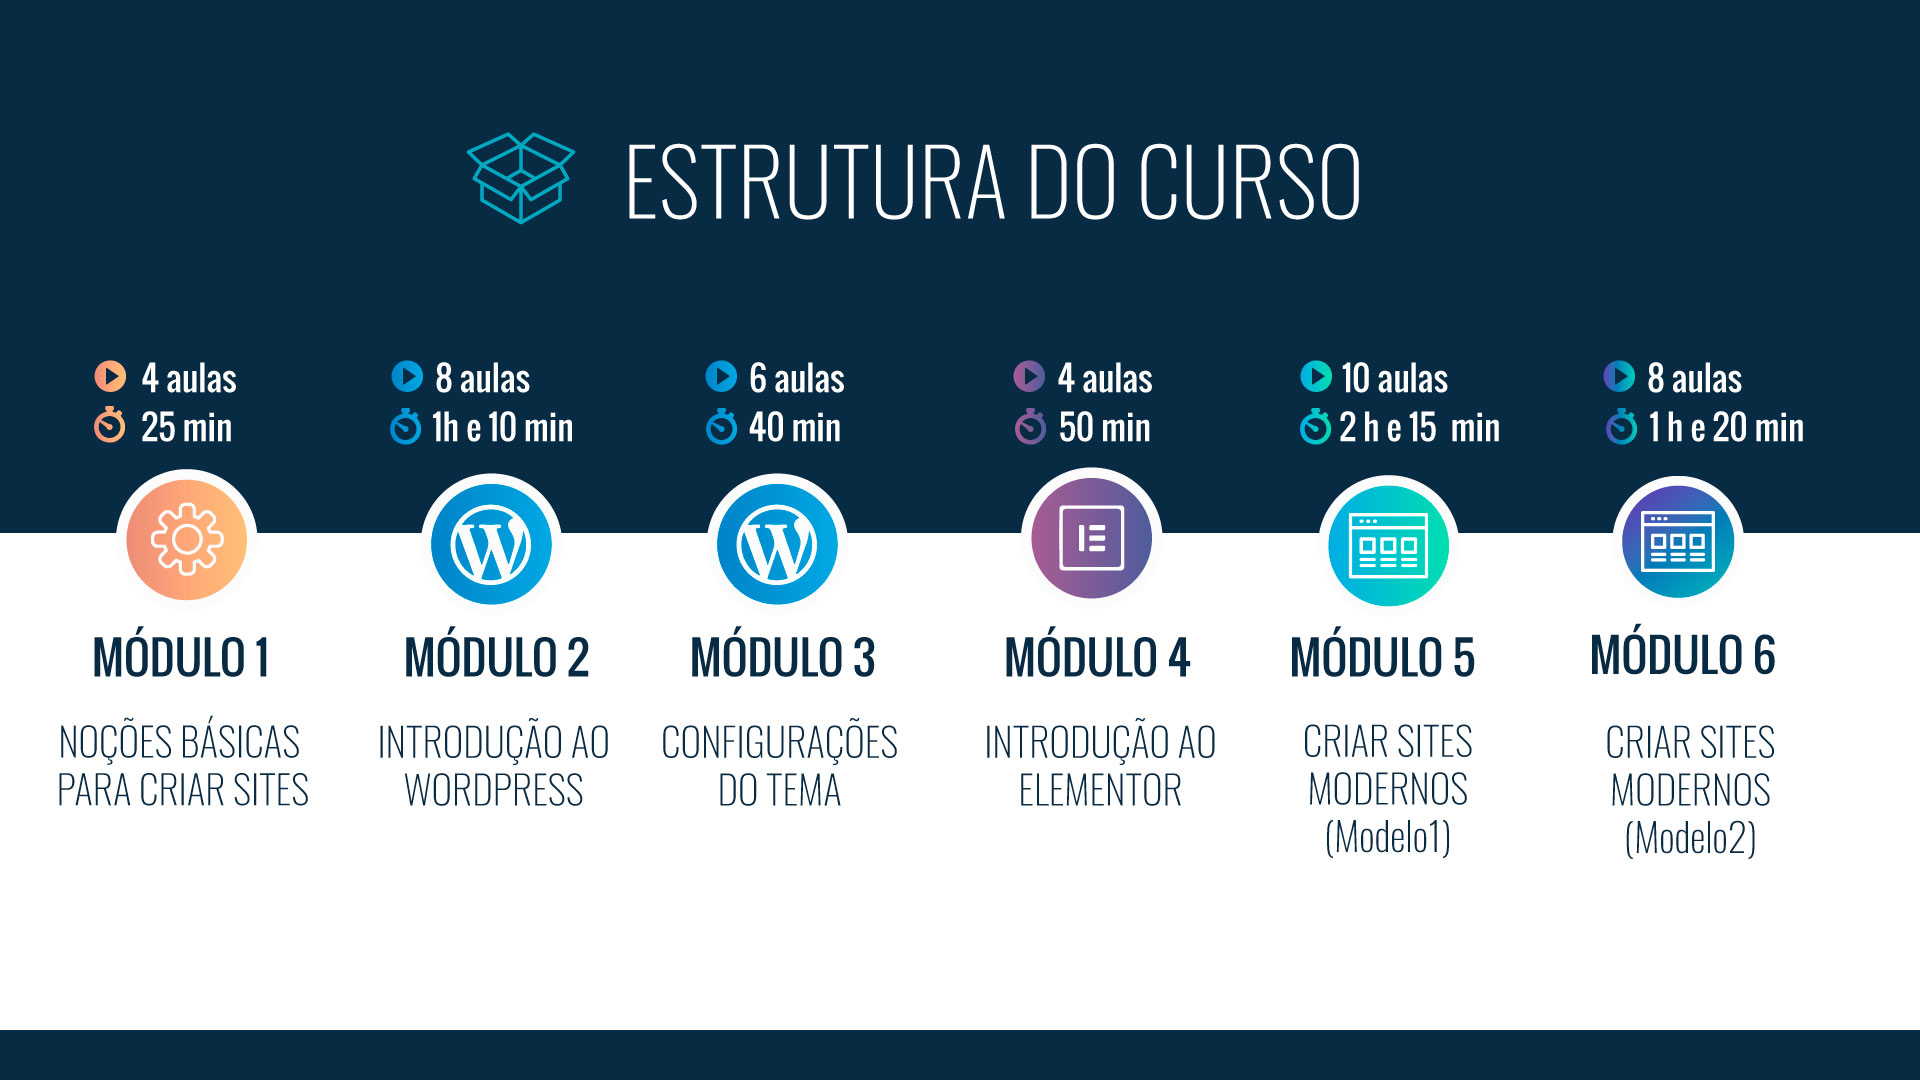 ESTRUTURA DO CURSO
4 aulas
25 min
MÓDULO 1
NOÇÕES BÁSICAS
PARA CRIAR SITES
8 aulas
1h e 10 min
MÓDULO 2
INTRODUÇÃO AO
WORDPRESS
6 aulas
40 min
MÓDULO 3
CONFIGURAÇÕES
DO TEMA
4 aulas
50 min
MÓDULO 4
INTRODUÇÃO AO
ELEMENTOR
10 aulas
2 h e 15 min
MÓDULO 5
CRIAR SITES
MODERNOS
(Modelo1)
8 aulas
1 h e 20 min
MÓDULO 6
CRIAR SITES
MODERNOS
(Modelo2)